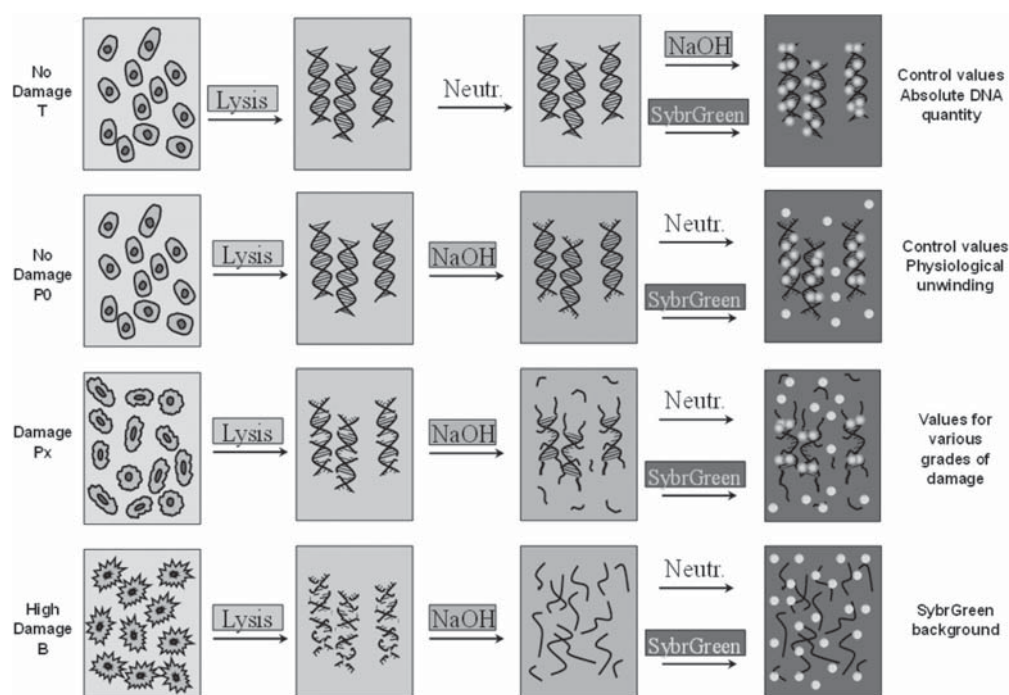 No
Damage
T
Lysis
Neutr.
NaOH
SybrGreen
Control values
Absolute DNA
quantity
No
Damage
P0
Lysis
NaOH
Neutr.
SybrGreen
Control values
Physiological
unwinding
Damage
Px
Lysis
NaOH
Neutr.
SybrGreen
Values for
various
grades of
damage
High
Damage
B
Lysis
NaOH
Neutr.
SybrGreen
SybrGreen
background